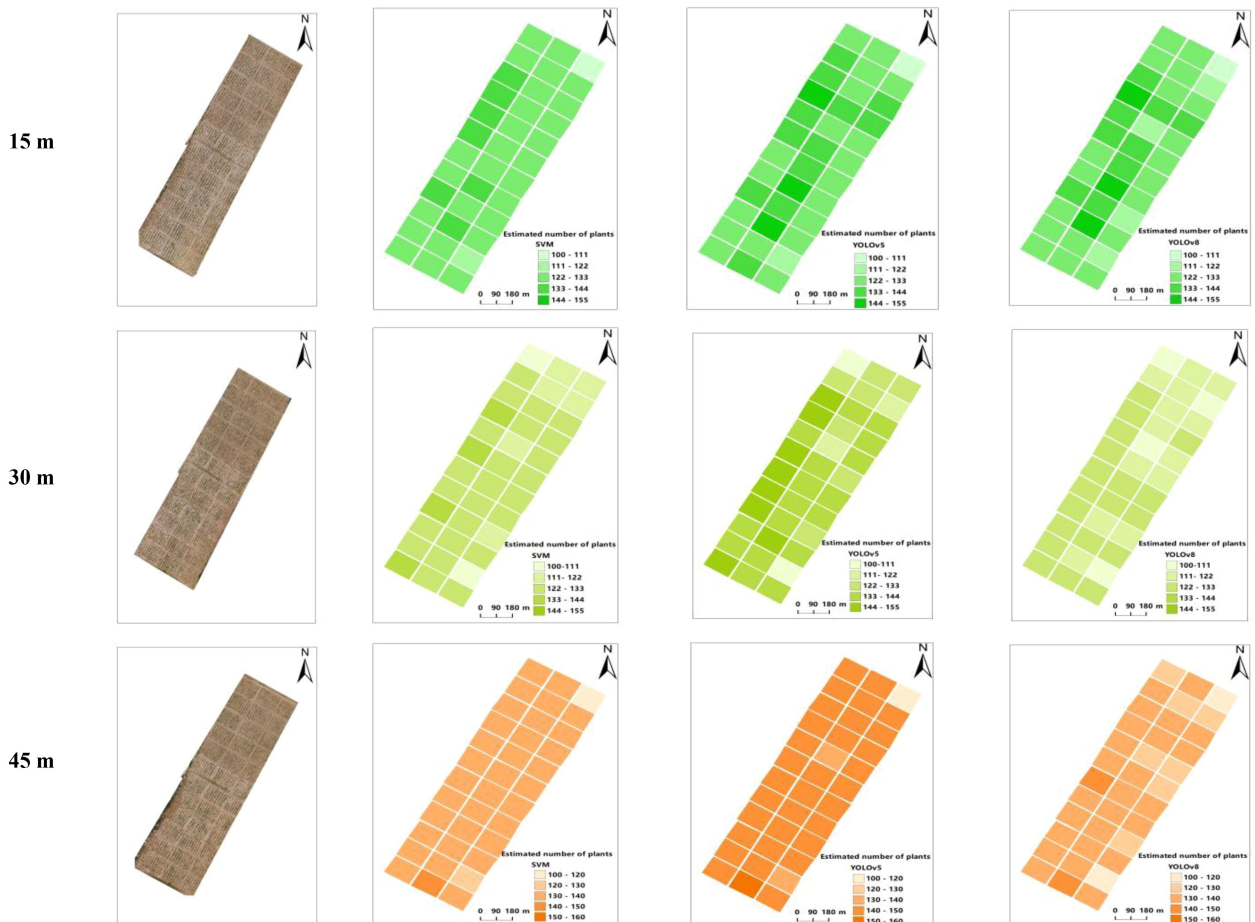 N
N
N
N
15 m
Estimated number of plants
SVM
100 - 111
111 - 122
122 - 133
133 - 144
144 - 155
0 90 180 m
Estimated number of plants
YOLOv5
100 - 111
111 - 122
122 - 133
133 - 144
144 - 155
0 90 180 m
Estimated number of plants
YOLOv8
100 - 111
111 - 122
122 - 133
133 - 144
144 - 155
0 90 180 m
N
N
N
N
30 m
Estimated number of plants
SVM
100-111
111- 122
122 - 133
133 - 144
144 - 155
0 90 180 m
Estimated number of plants
YOLOv5
100-111
111- 122
122 - 133
133 - 144
144 - 155
0 90 180 m
Estimated number of plants
YOLOv8
100 - 111
111 - 122
122 - 133
133 - 144
144 - 155
0 90 180 m
N
N
N
N
45 m
Estimated number of plants
SVM
100 - 120
120 - 130
130 - 140
140 - 150
150 - 160
0 90 180 m
Estimated number of plants
YOLOv5
100 - 120
120 - 130
130 - 140
140 - 150
150 - 160
0 90 180 m
Estimated number of plants
YOLOv8
100 - 120
120 - 130
130 - 140
140 - 150
150 - 160
0 90 180 m